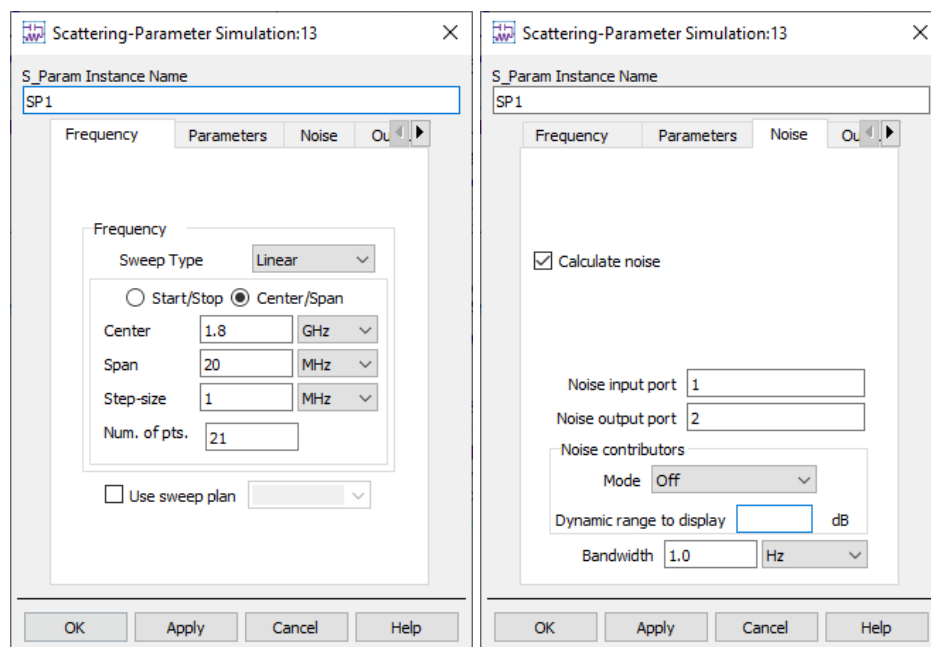 Scattering-Parameter Simulation:13
S_Param Instance Name
SP1
Frequency Parameters Noise Ou
Frequency
Sweep Type Linear
Start/Stop Center/Span
Center 1.8 GHz
Span 20 MHz
Step-size 1 MHz
Num. of pts. 21
Use sweep plan
OK Apply Cancel Help
Scattering-Parameter Simulation:13
S_Param Instance Name
SP1
Frequency Parameters Noise Ou
Calculate noise
Noise input port 1
Noise output port 2
Noise contributors
Mode Off
Dynamic range to display dB
Bandwidth 1.0 Hz
OK Apply Cancel Help